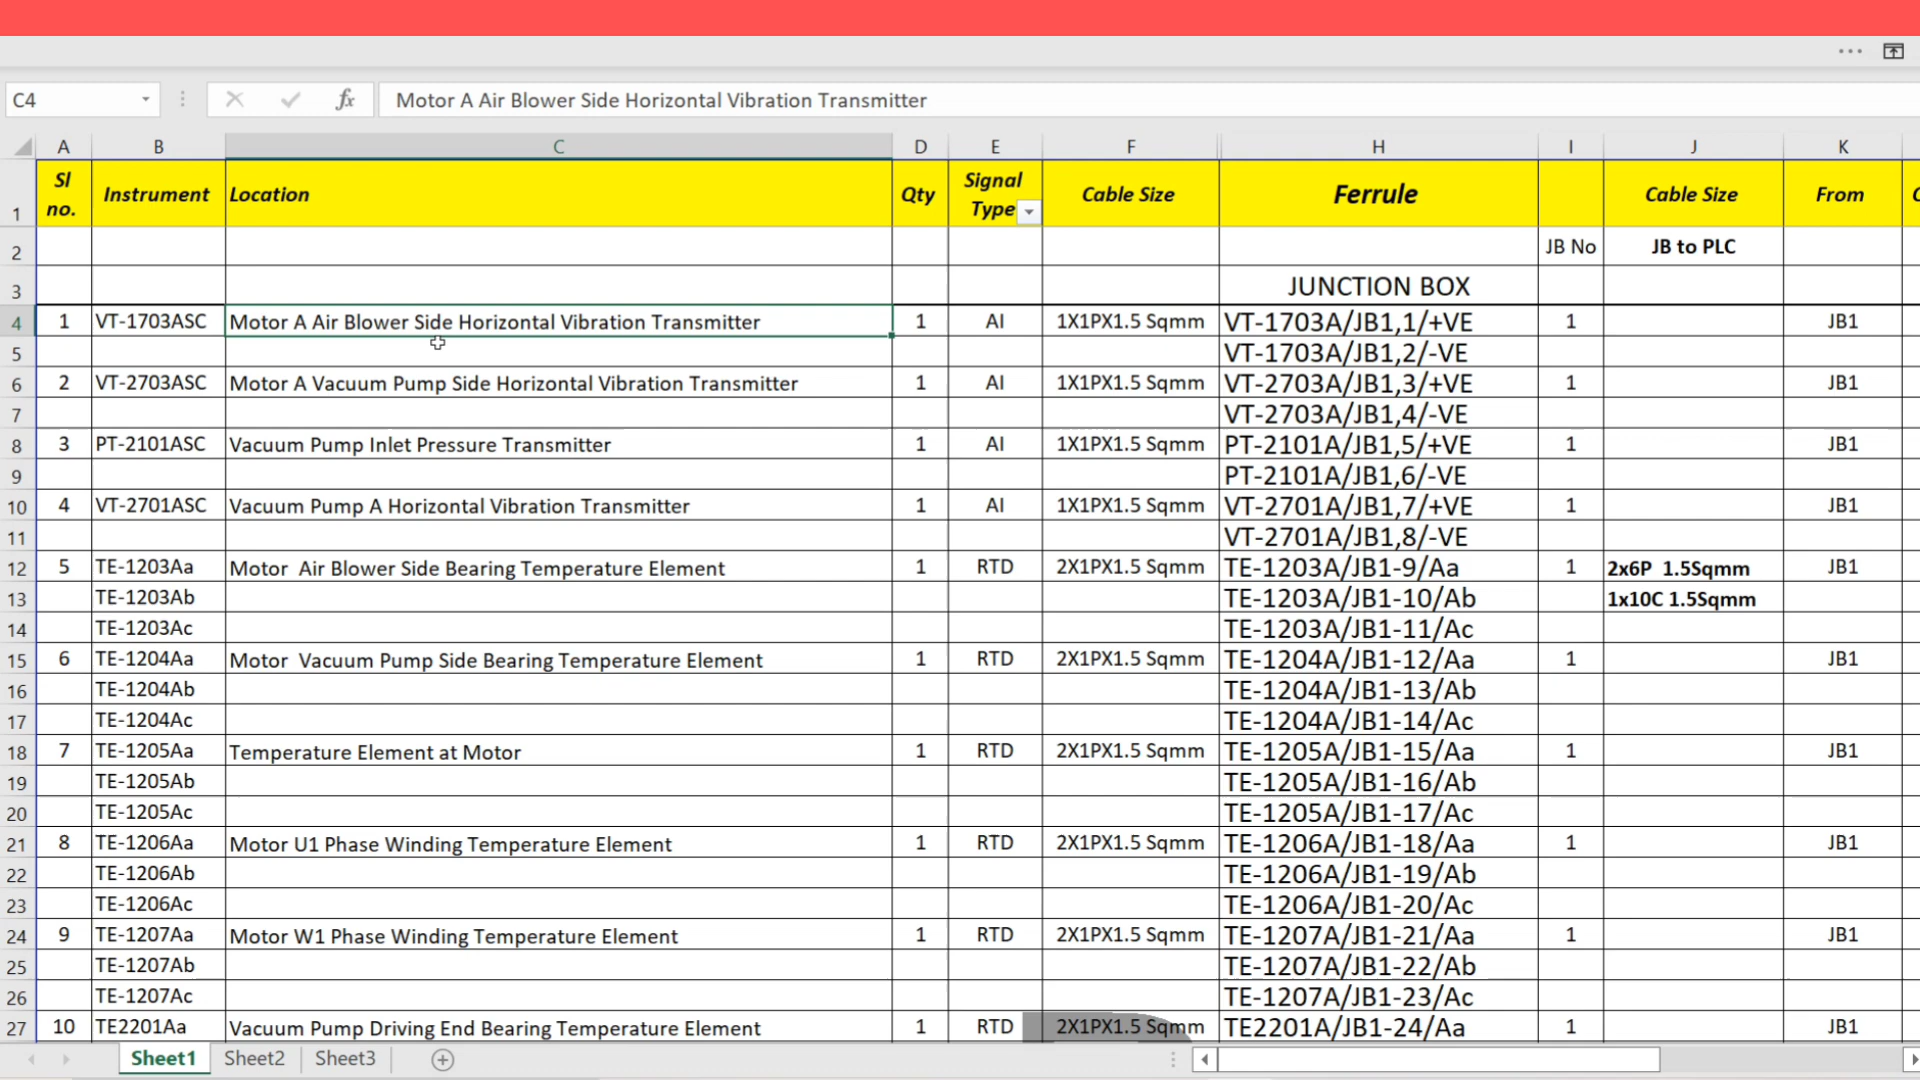 C4 fx Motor A Air Blower Side Horizontal Vibration Transmitter
A B C D E F H I J K
1 Sl no. Instrument Location Qty Signal Type Cable Size Ferrule Cable Size From
2 JB No JB to PLC
3 JUNCTION BOX
4 1 VT-1703ASC Motor A Air Blower Side Horizontal Vibration Transmitter 1 AI 1X1PX1.5 Sqmm VT-1703A/JB1,1/+VE 1 JB1
5 VT-1703A/JB1,2/-VE
6 2 VT-2703ASC Motor A Vacuum Pump Side Horizontal Vibration Transmitter 1 AI 1X1PX1.5 Sqmm VT-2703A/JB1,3/+VE 1 JB1
7 VT-2703A/JB1,4/-VE
8 3 PT-2101ASC Vacuum Pump Inlet Pressure Transmitter 1 AI 1X1PX1.5 Sqmm PT-2101A/JB1,5/+VE 1 JB1
9 PT-2101A/JB1,6/-VE
10 4 VT-2701ASC Vacuum Pump A Horizontal Vibration Transmitter 1 AI 1X1PX1.5 Sqmm VT-2701A/JB1,7/+VE 1 JB1
11 VT-2701A/JB1,8/-VE
12 5 TE-1203Aa Motor  Air Blower Side Bearing Temperature Element 1 RTD 2X1PX1.5 Sqmm TE-1203A/JB1-9/Aa 1 2x6P  1.5Sqmm JB1
13 TE-1203Ab TE-1203A/JB1-10/Ab 1x10C 1.5Sqmm
14 TE-1203Ac TE-1203A/JB1-11/Ac
15 6 TE-1204Aa Motor  Vacuum Pump Side Bearing Temperature Element 1 RTD 2X1PX1.5 Sqmm TE-1204A/JB1-12/Aa 1 JB1
16 TE-1204Ab TE-1204A/JB1-13/Ab
17 TE-1204Ac TE-1204A/JB1-14/Ac
18 7 TE-1205Aa Temperature Element at Motor 1 RTD 2X1PX1.5 Sqmm TE-1205A/JB1-15/Aa 1 JB1
19 TE-1205Ab TE-1205A/JB1-16/Ab
20 TE-1205Ac TE-1205A/JB1-17/Ac
21 8 TE-1206Aa Motor U1 Phase Winding Temperature Element 1 RTD 2X1PX1.5 Sqmm TE-1206A/JB1-18/Aa 1 JB1
22 TE-1206Ab TE-1206A/JB1-19/Ab
23 TE-1206Ac TE-1206A/JB1-20/Ac
24 9 TE-1207Aa Motor W1 Phase Winding Temperature Element 1 RTD 2X1PX1.5 Sqmm TE-1207A/JB1-21/Aa 1 JB1
25 TE-1207Ab TE-1207A/JB1-22/Ab
26 TE-1207Ac TE-1207A/JB1-23/Ac
27 10 TE2201Aa Vacuum Pump Driving End Bearing Temperature Element 1 RTD 2X1PX1.5 Sqmm TE2201A/JB1-24/Aa 1 JB1
Sheet1 Sheet2 Sheet3